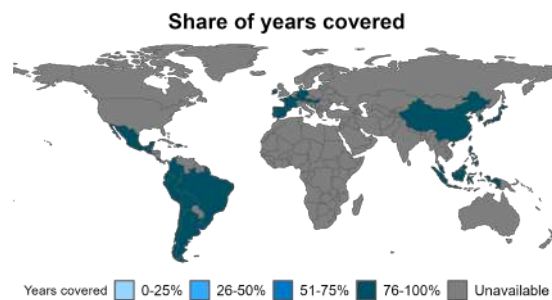 Share of years covered
Years covered 0-25% 26-50% 51-75% 76-100% Unavailable